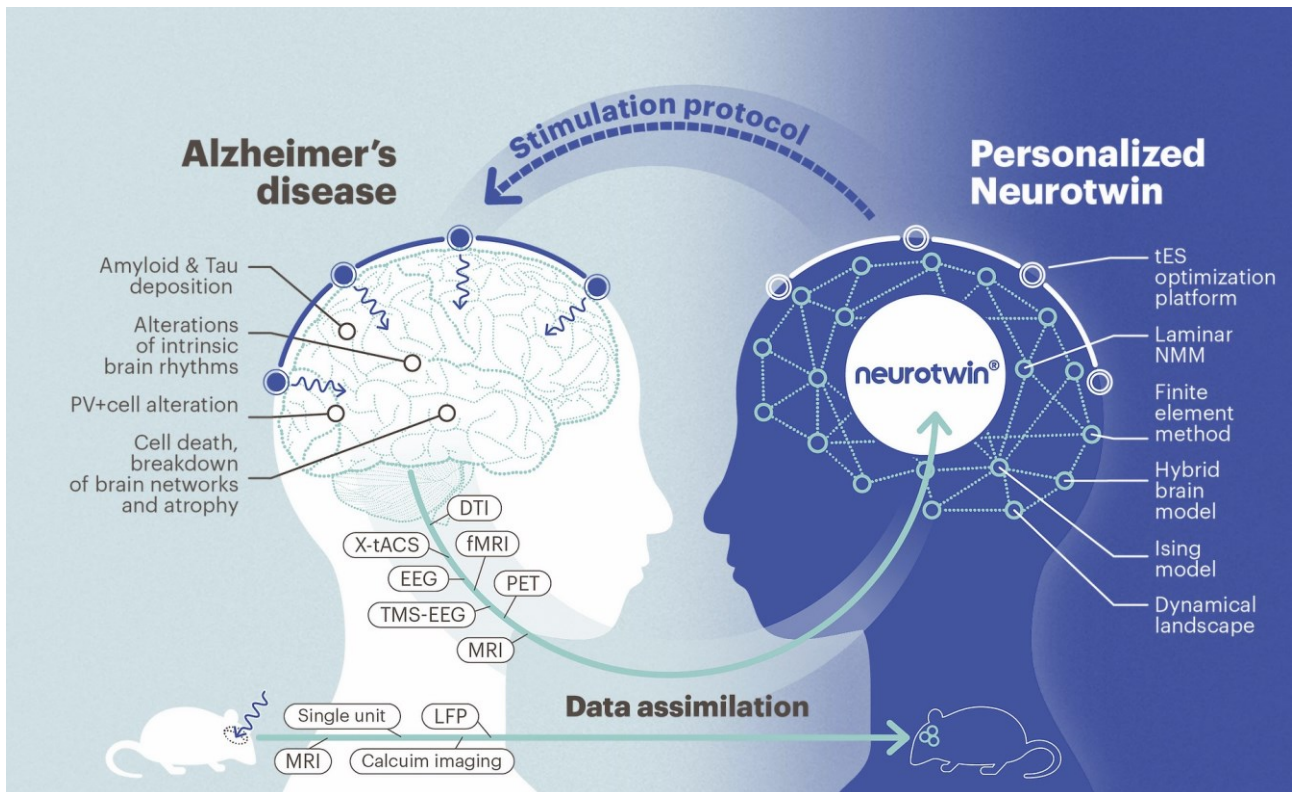 Stimulation protocol
Alzheimer's
disease
Personalized
Neurotwin
Amyloid & Tau
deposition
Alterations
of intrinsic
brain rhythms
PV+cell alteration
Cell death,
breakdown
of brain networks
and atrophy
neurotwin®
tES
optimization
platform
Laminar
NMM
Finite
element
method
Hybrid
brain
model
Ising
model
Dynamical
landscape
DTI
X-tACS
fMRI
EEG
PET
TMS-EEG
MRI
Data assimilation
Single unit
LFP
MRI
Calcuim imaging